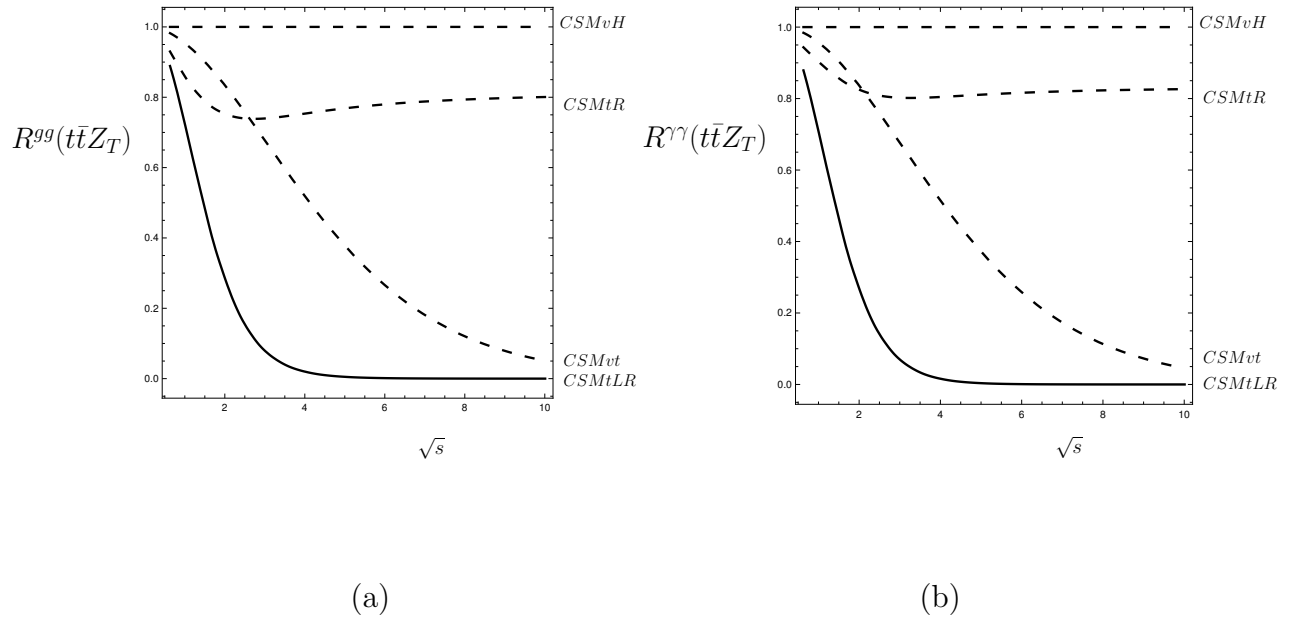 CSMvH
1.0
CSMtR
0.8
R^{gg}(t\bar{t}Z_T)
0.6
0.4
0.2
CSMvt
0.0
CSMtLR
2 4 6 8 10
√s
(a)
CSMvH
1.0
CSMtR
0.8
R^{γγ}(t\bar{t}Z_T)
0.6
0.4
0.2
CSMvt
0.0
CSMtLR
2 4 6 8 10
√s
(b)